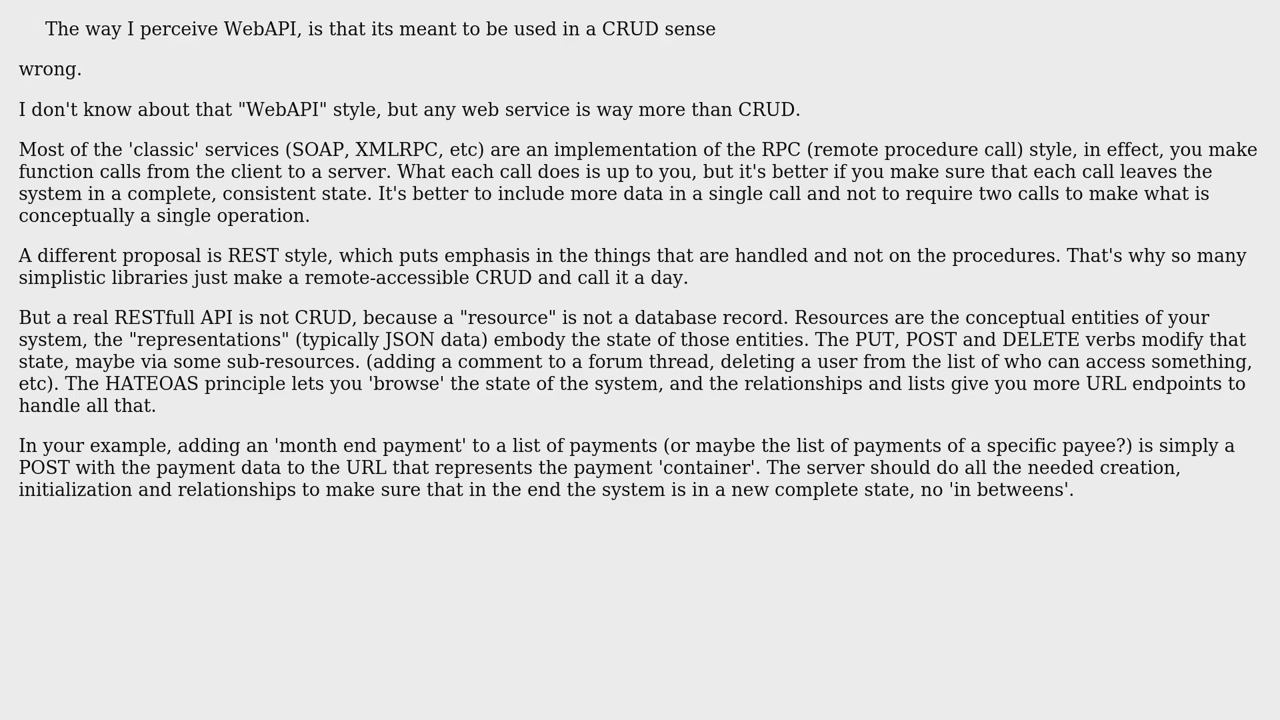 The way I perceive WebAPI, is that its meant to be used in a CRUD sense
wrong.
I don't know about that "WebAPI" style, but any web service is way more than CRUD.
Most of the 'classic' services (SOAP, XMLRPC, etc) are an implementation of the RPC (remote procedure call) style, in effect, you make
function calls from the client to a server. What each call does is up to you, but it's better if you make sure that each call leaves the
system in a complete, consistent state. It's better to include more data in a single call and not to require two calls to make what is
conceptually a single operation.
A different proposal is REST style, which puts emphasis in the things that are handled and not on the procedures. That's why so many
simplistic libraries just make a remote-accessible CRUD and call it a day.
But a real RESTfull API is not CRUD, because a "resource" is not a database record. Resources are the conceptual entities of your
system, the "representations" (typically JSON data) embody the state of those entities. The PUT, POST and DELETE verbs modify that
state, maybe via some sub-resources. (adding a comment to a forum thread, deleting a user from the list of who can access something,
etc). The HATEOAS principle lets you 'browse' the state of the system, and the relationships and lists give you more URL endpoints to
handle all that.
In your example, adding an 'month end payment' to a list of payments (or maybe the list of payments of a specific payee?) is simply a
POST with the payment data to the URL that represents the payment 'container'. The server should do all the needed creation,
initialization and relationships to make sure that in the end the system is in a new complete state, no 'in betweens'.